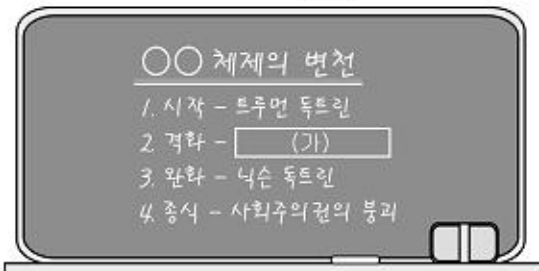 ○○ 체제의 변천
1. 시작 - 트루먼 독트린
2. 격화 - (가)
3. 완화 - 닉슨 독트린
4. 종식 - 사회주의권의 붕괴